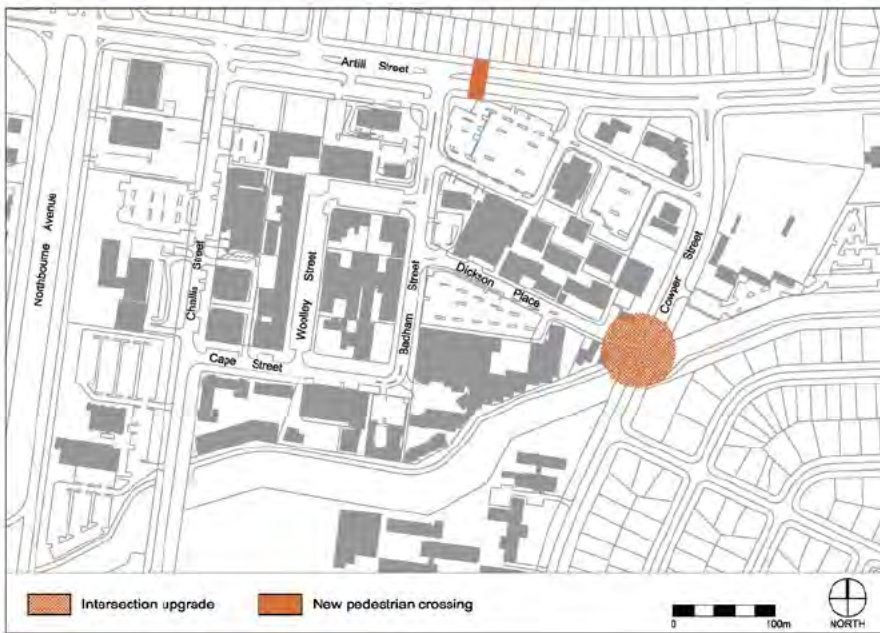 Antill Street
Northbourne Avenue
Challis Street
Woolley Street
Badham Street
Dickson Place
Cowper Street
Cape Street
Intersection upgrade
New pedestrian crossing
0 100m
NORTH